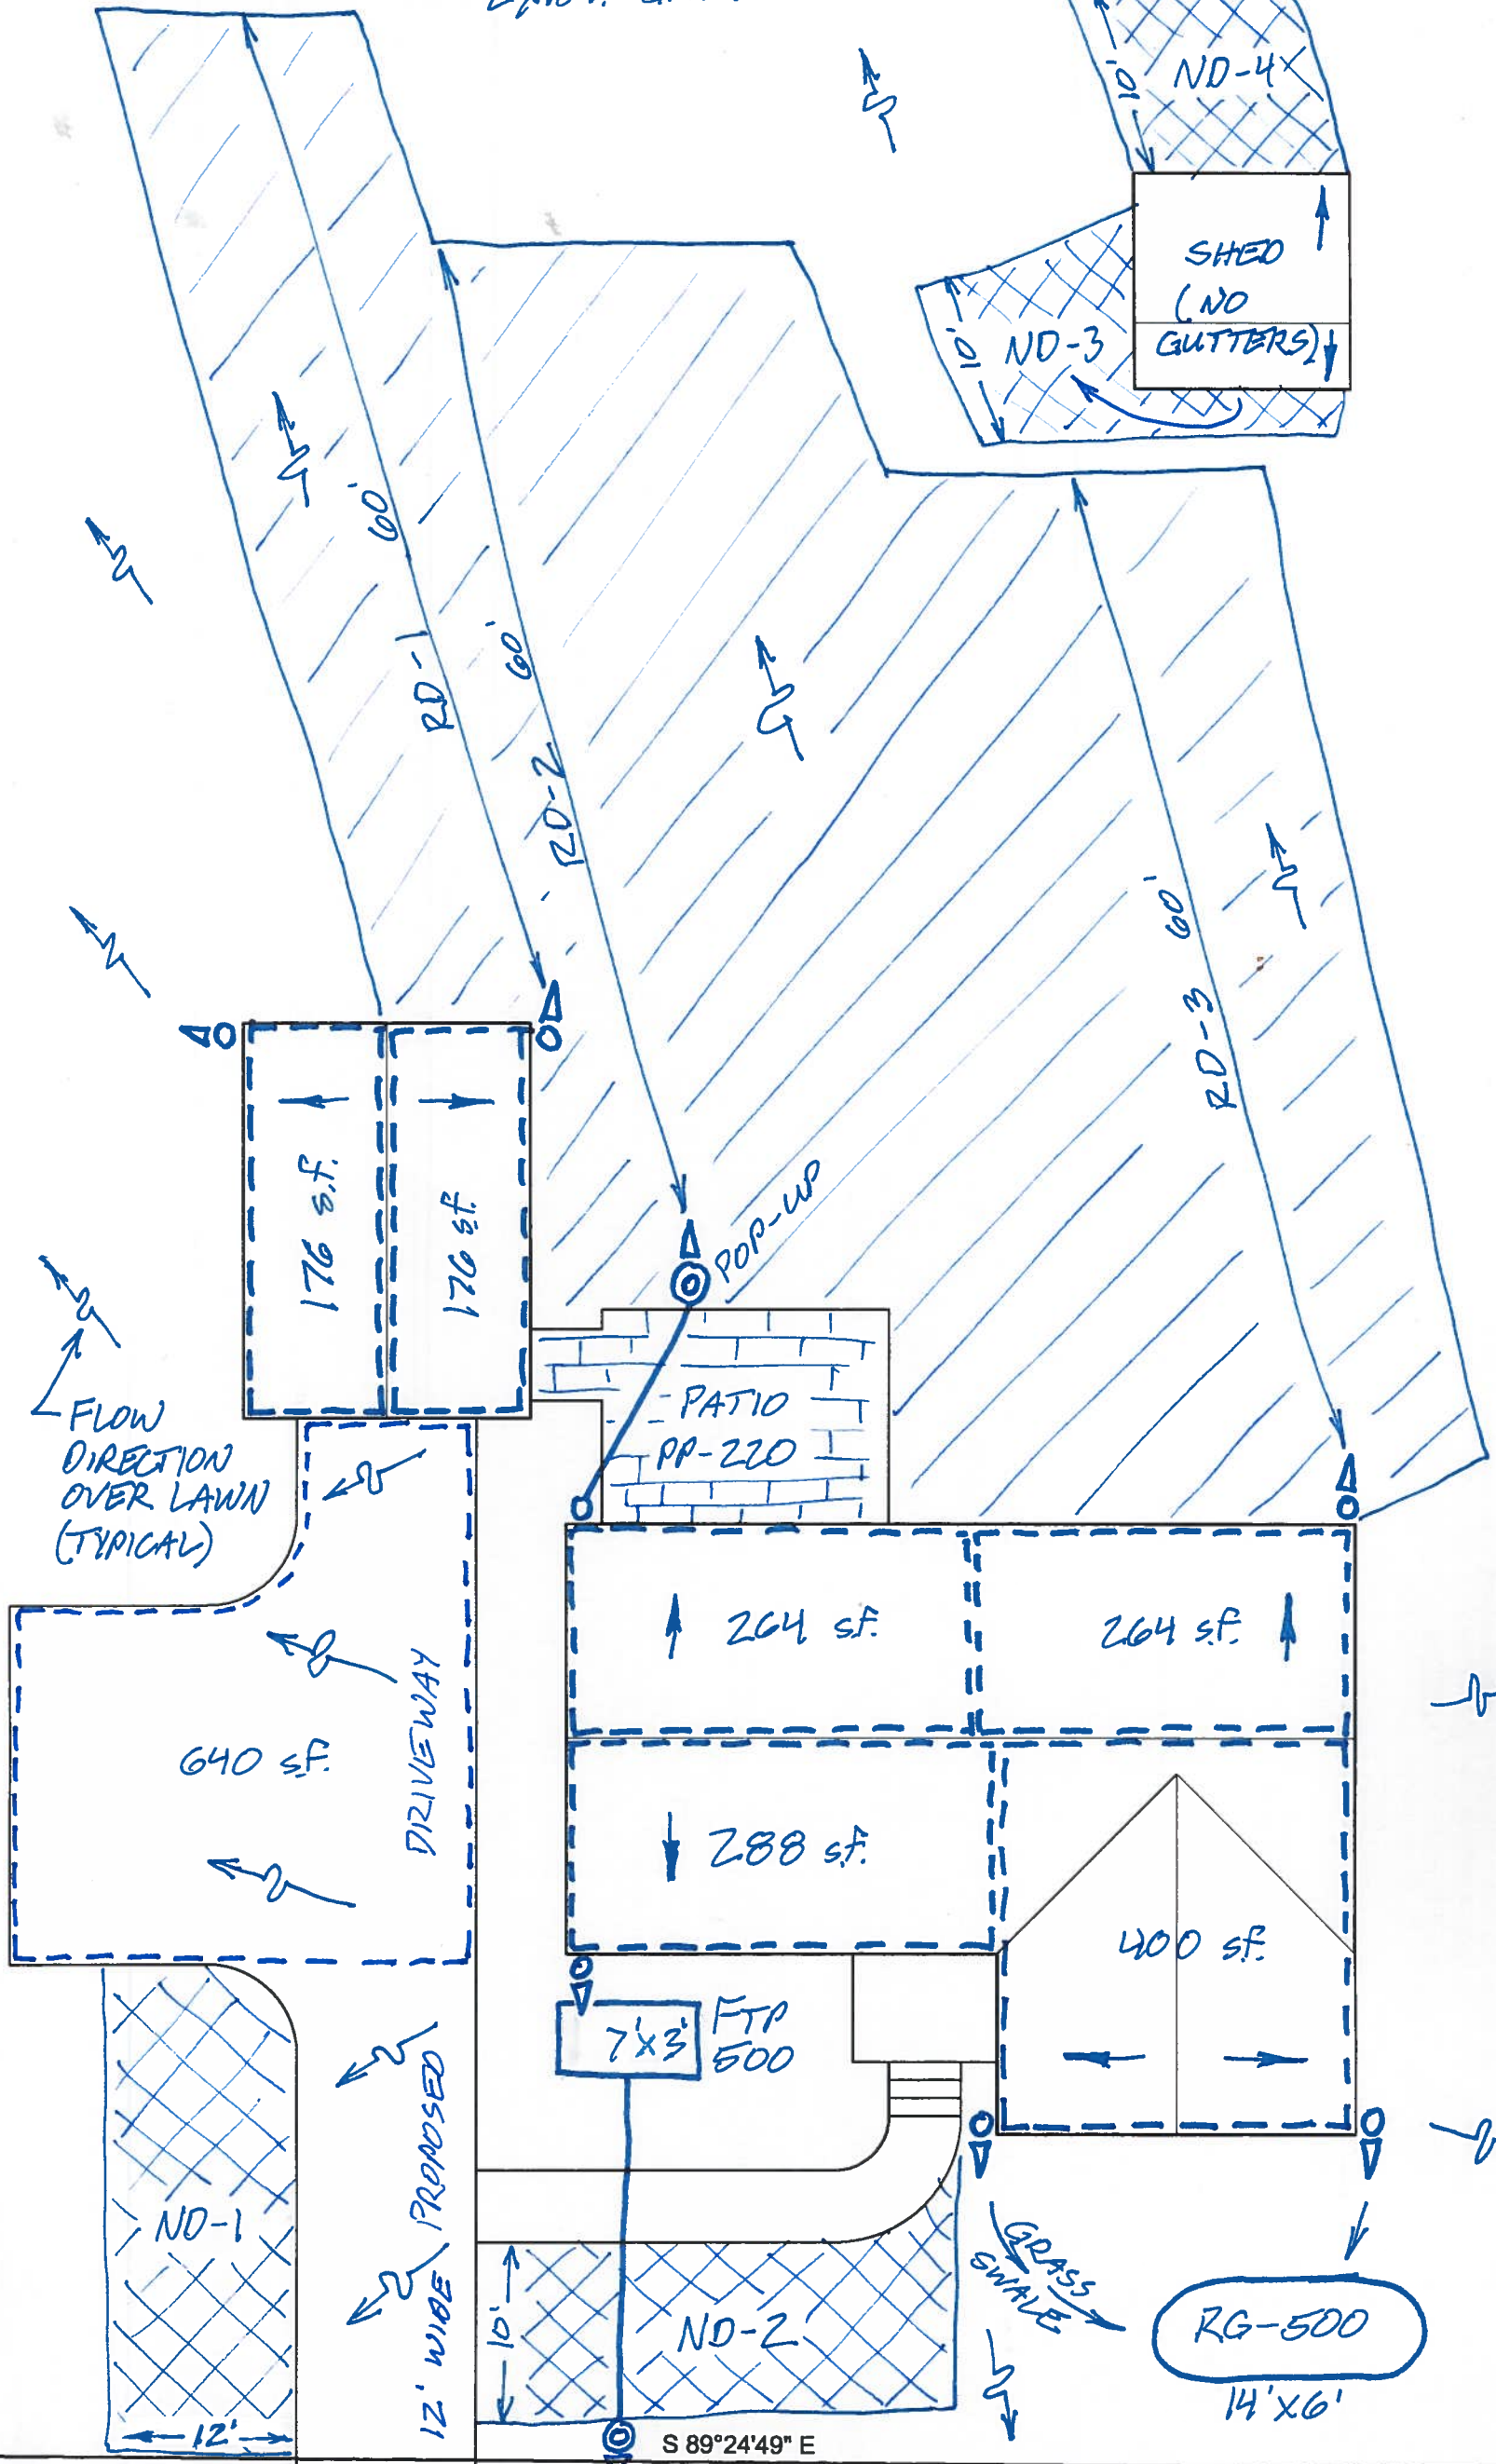 10'
ND-4
SHED
(NO
GUTTERS)
10'
ND-3
60'
RD-1
60'
RD-2
60'
RD-3
POP-UP
176 s.f.
176 s.f.
PATIO
PP-220
FLOW
DIRECTION
OVER LAWN
(TYPICAL)
264 s.f.
264 s.f.
640 s.f.
DRIVEWAY
288 s.f.
400 s.f.
7'x3'
FTP
500
12' WIDE PROPOSED
ND-1
12'
10'
ND-2
GRASS
SWALE
RG-500
14'x6'
S 89°24'49" E